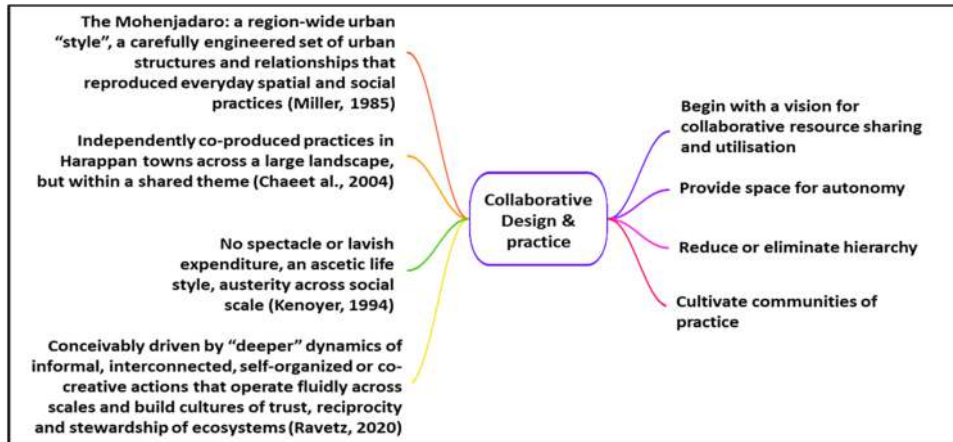 The Mohenjadaro: a region-wide urban
“style”, a carefully engineered set of urban
structures and relationships that
reproduced everyday spatial and social
practices (Miller, 1985)
Independently co-produced practices in
Harappan towns across a large landscape,
but within a shared theme (Chaeet al., 2004)
No spectacle or lavish
expenditure, an ascetic life
style, austerity across social
scale (Kenoyer, 1994)
Conceivably driven by “deeper” dynamics of
informal, interconnected, self-organized or co-
creative actions that operate fluidly across
scales and build cultures of trust, reciprocity
and stewardship of ecosystems (Ravetz, 2020)
Collaborative
Design &
practice
Begin with a vision for
collaborative resource sharing
and utilisation
Provide space for autonomy
Reduce or eliminate hierarchy
Cultivate communities of
practice